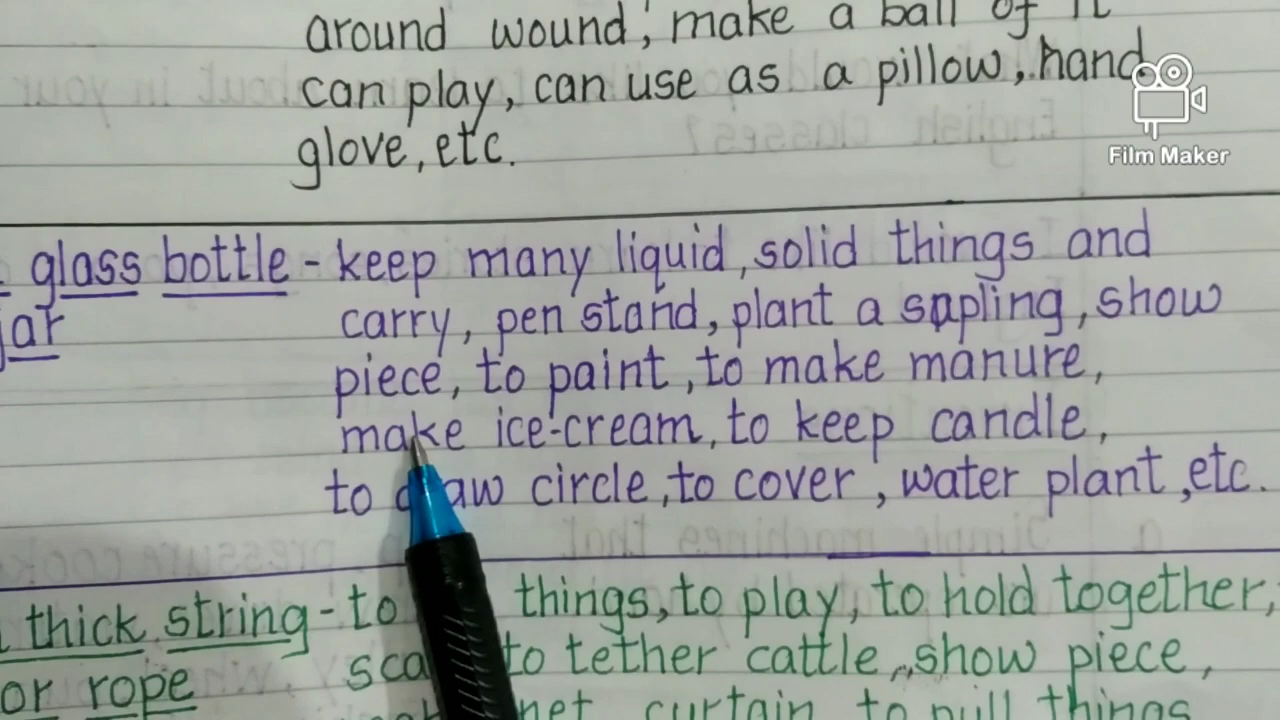 around wound, make a ball of it
can play, can use as a pillow, hand
glove, etc.
Film Maker
glass bottle - keep many liquid, solid things and
jar carry, pen stand, plant a sapling, show
piece, to paint, to make manure,
make ice-cream, to keep candle,
to draw circle, to cover, water plant, etc.
thick string - to things, to play, to hold together,
or rope to tether cattle, show piece,
net, curtain to pull things